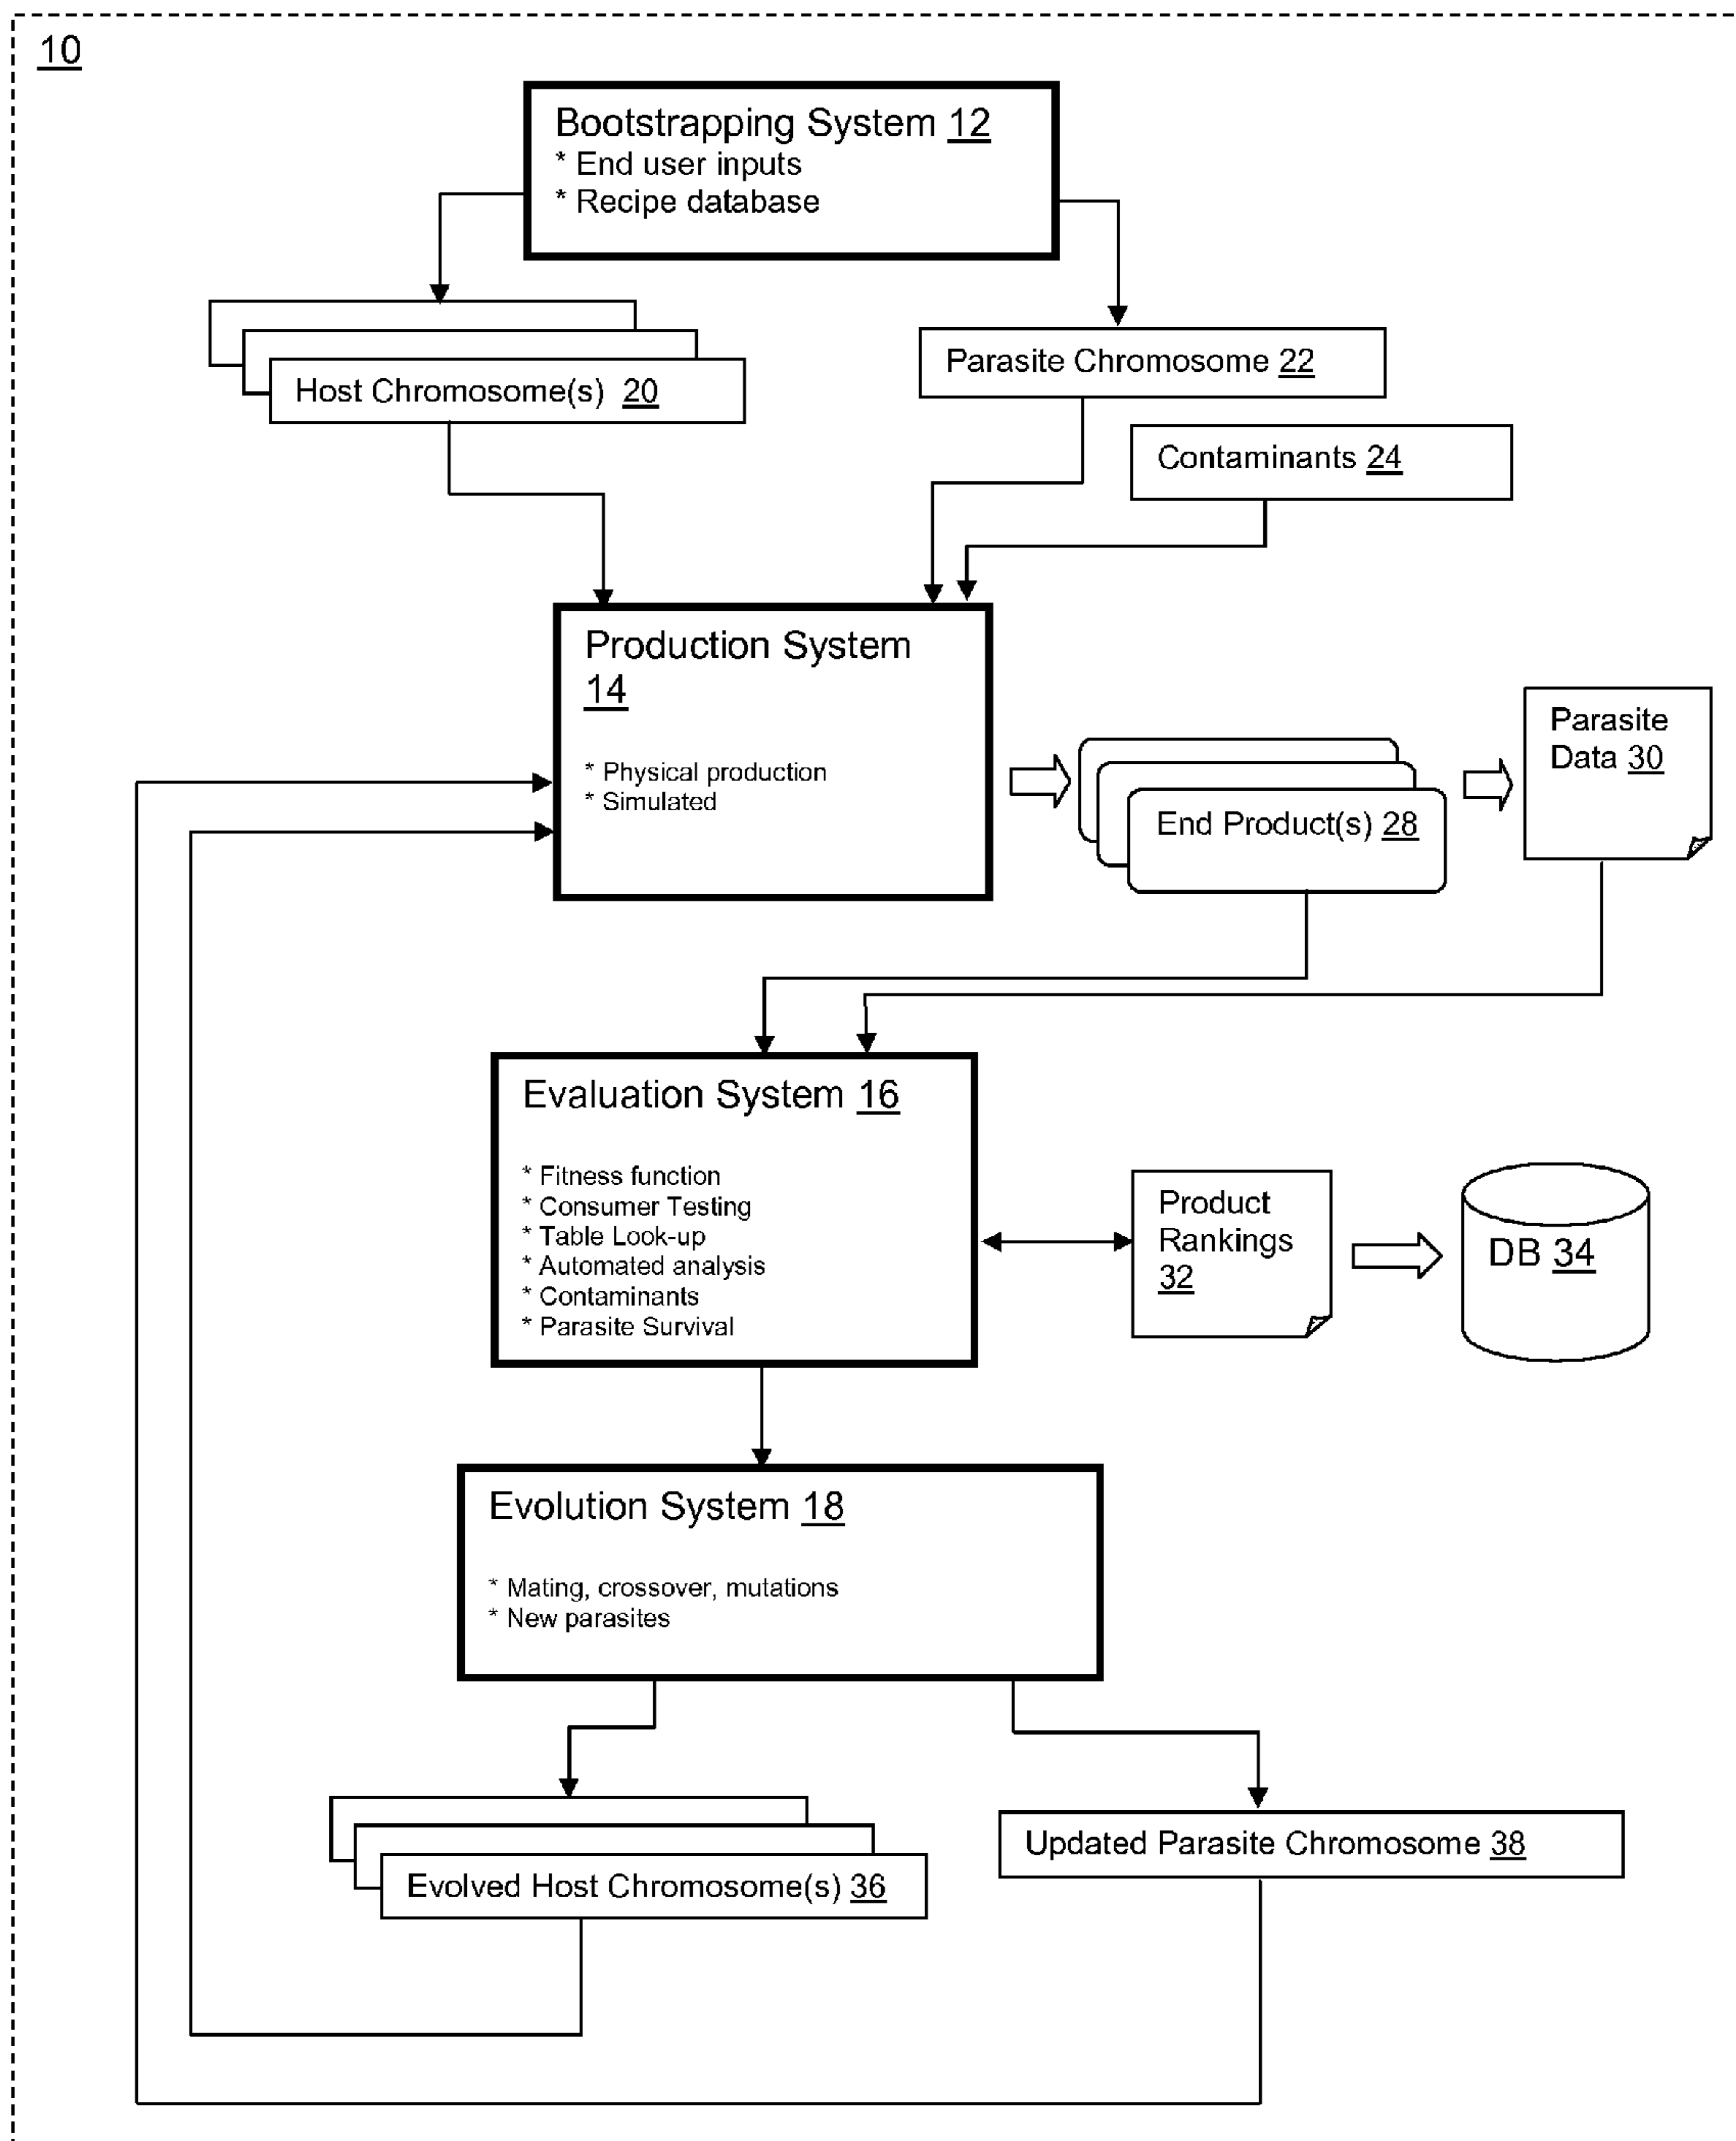 10
Bootstrapping System 12
* End user inputs
* Recipe database
Host Chromosome(s) 20
Parasite Chromosome 22
Contaminants 24
Production System
14
* Physical production
* Simulated
End Product(s) 28
Parasite
Data 30
Evaluation System 16
* Fitness function
* Consumer Testing
* Table Look-up
* Automated analysis
* Contaminants
* Parasite Survival
Product
Rankings
32
DB 34
Evolution System 18
* Mating, crossover, mutations
* New parasites
Evolved Host Chromosome(s) 36
Updated Parasite Chromosome 38